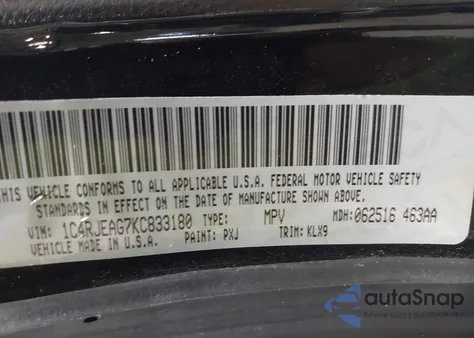 THIS VEHICLE CONFORMS TO ALL APPLICABLE U.S.A. FEDERAL MOTOR VEHICLE SAFETY
STANDARDS IN EFFECT ON THE DATE OF MANUFACTURE SHOWN ABOVE.
VIN: 1C4RJEAG7KC833180 TYPE: MPV MDH: 062516 463AA
VEHICLE MADE IN U.S.A. PAINT: PXJ TRIM: KLX9
autoSnap